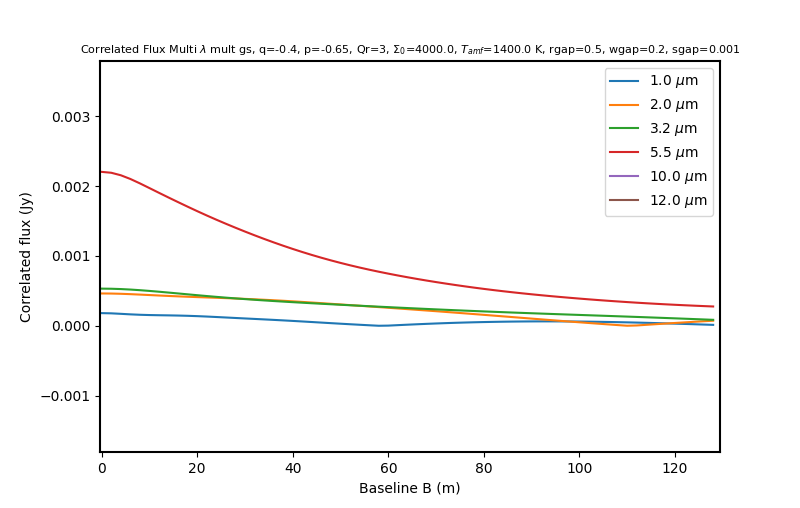 Correlated Flux Multi λ mult gs, q=-0.4, p=-0.65, Qr=3, Σ₀=4000.0, T_amf=1400.0 K, rgap=0.5, wgap=0.2, sgap=0.001
1.0 μm
2.0 μm
3.2 μm
5.5 μm
10.0 μm
12.0 μm
0.003
0.002
0.001
0.000
−0.001
Correlated flux (Jy)
0 20 40 60 80 100 120
Baseline B (m)